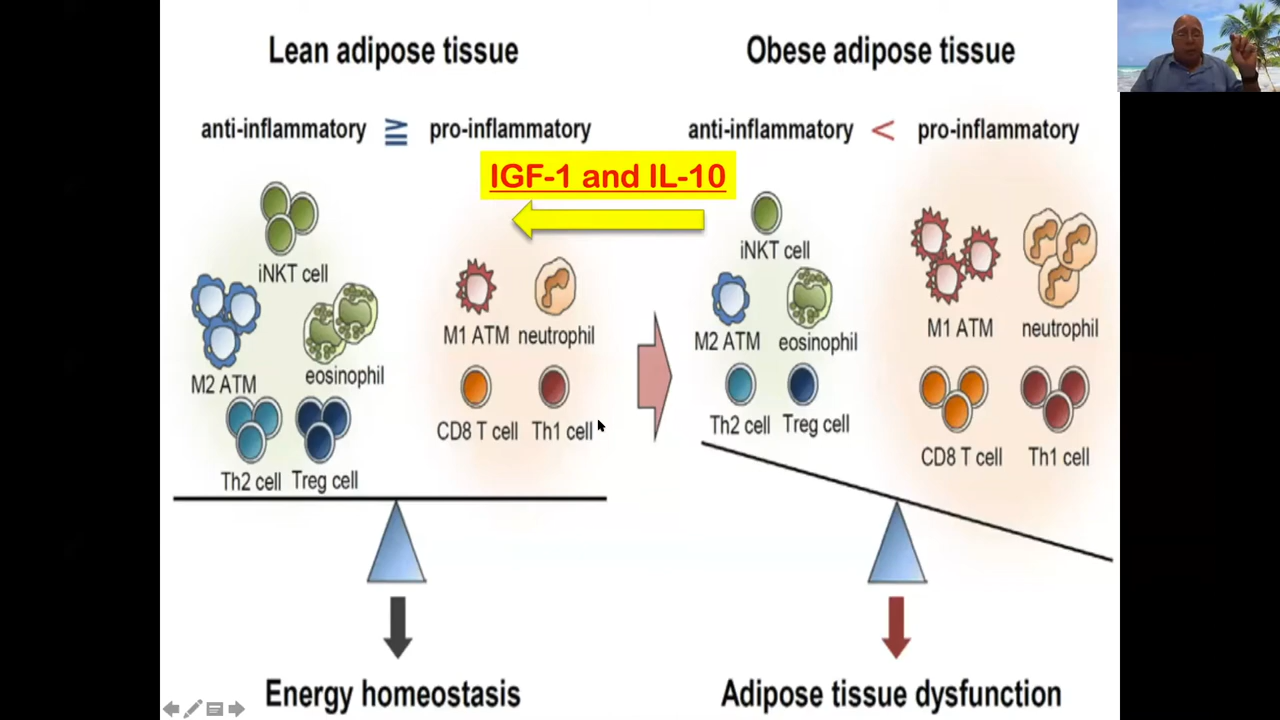 Lean adipose tissue
anti-inflammatory ≧ pro-inflammatory
iNKT cell
M2 ATM
eosinophil
Th2 cell
Treg cell
M1 ATM
neutrophil
CD8 T cell
Th1 cell
Energy homeostasis
IGF-1 and IL-10
Obese adipose tissue
anti-inflammatory < pro-inflammatory
iNKT cell
M2 ATM
eosinophil
Th2 cell
Treg cell
M1 ATM
neutrophil
CD8 T cell
Th1 cell
Adipose tissue dysfunction